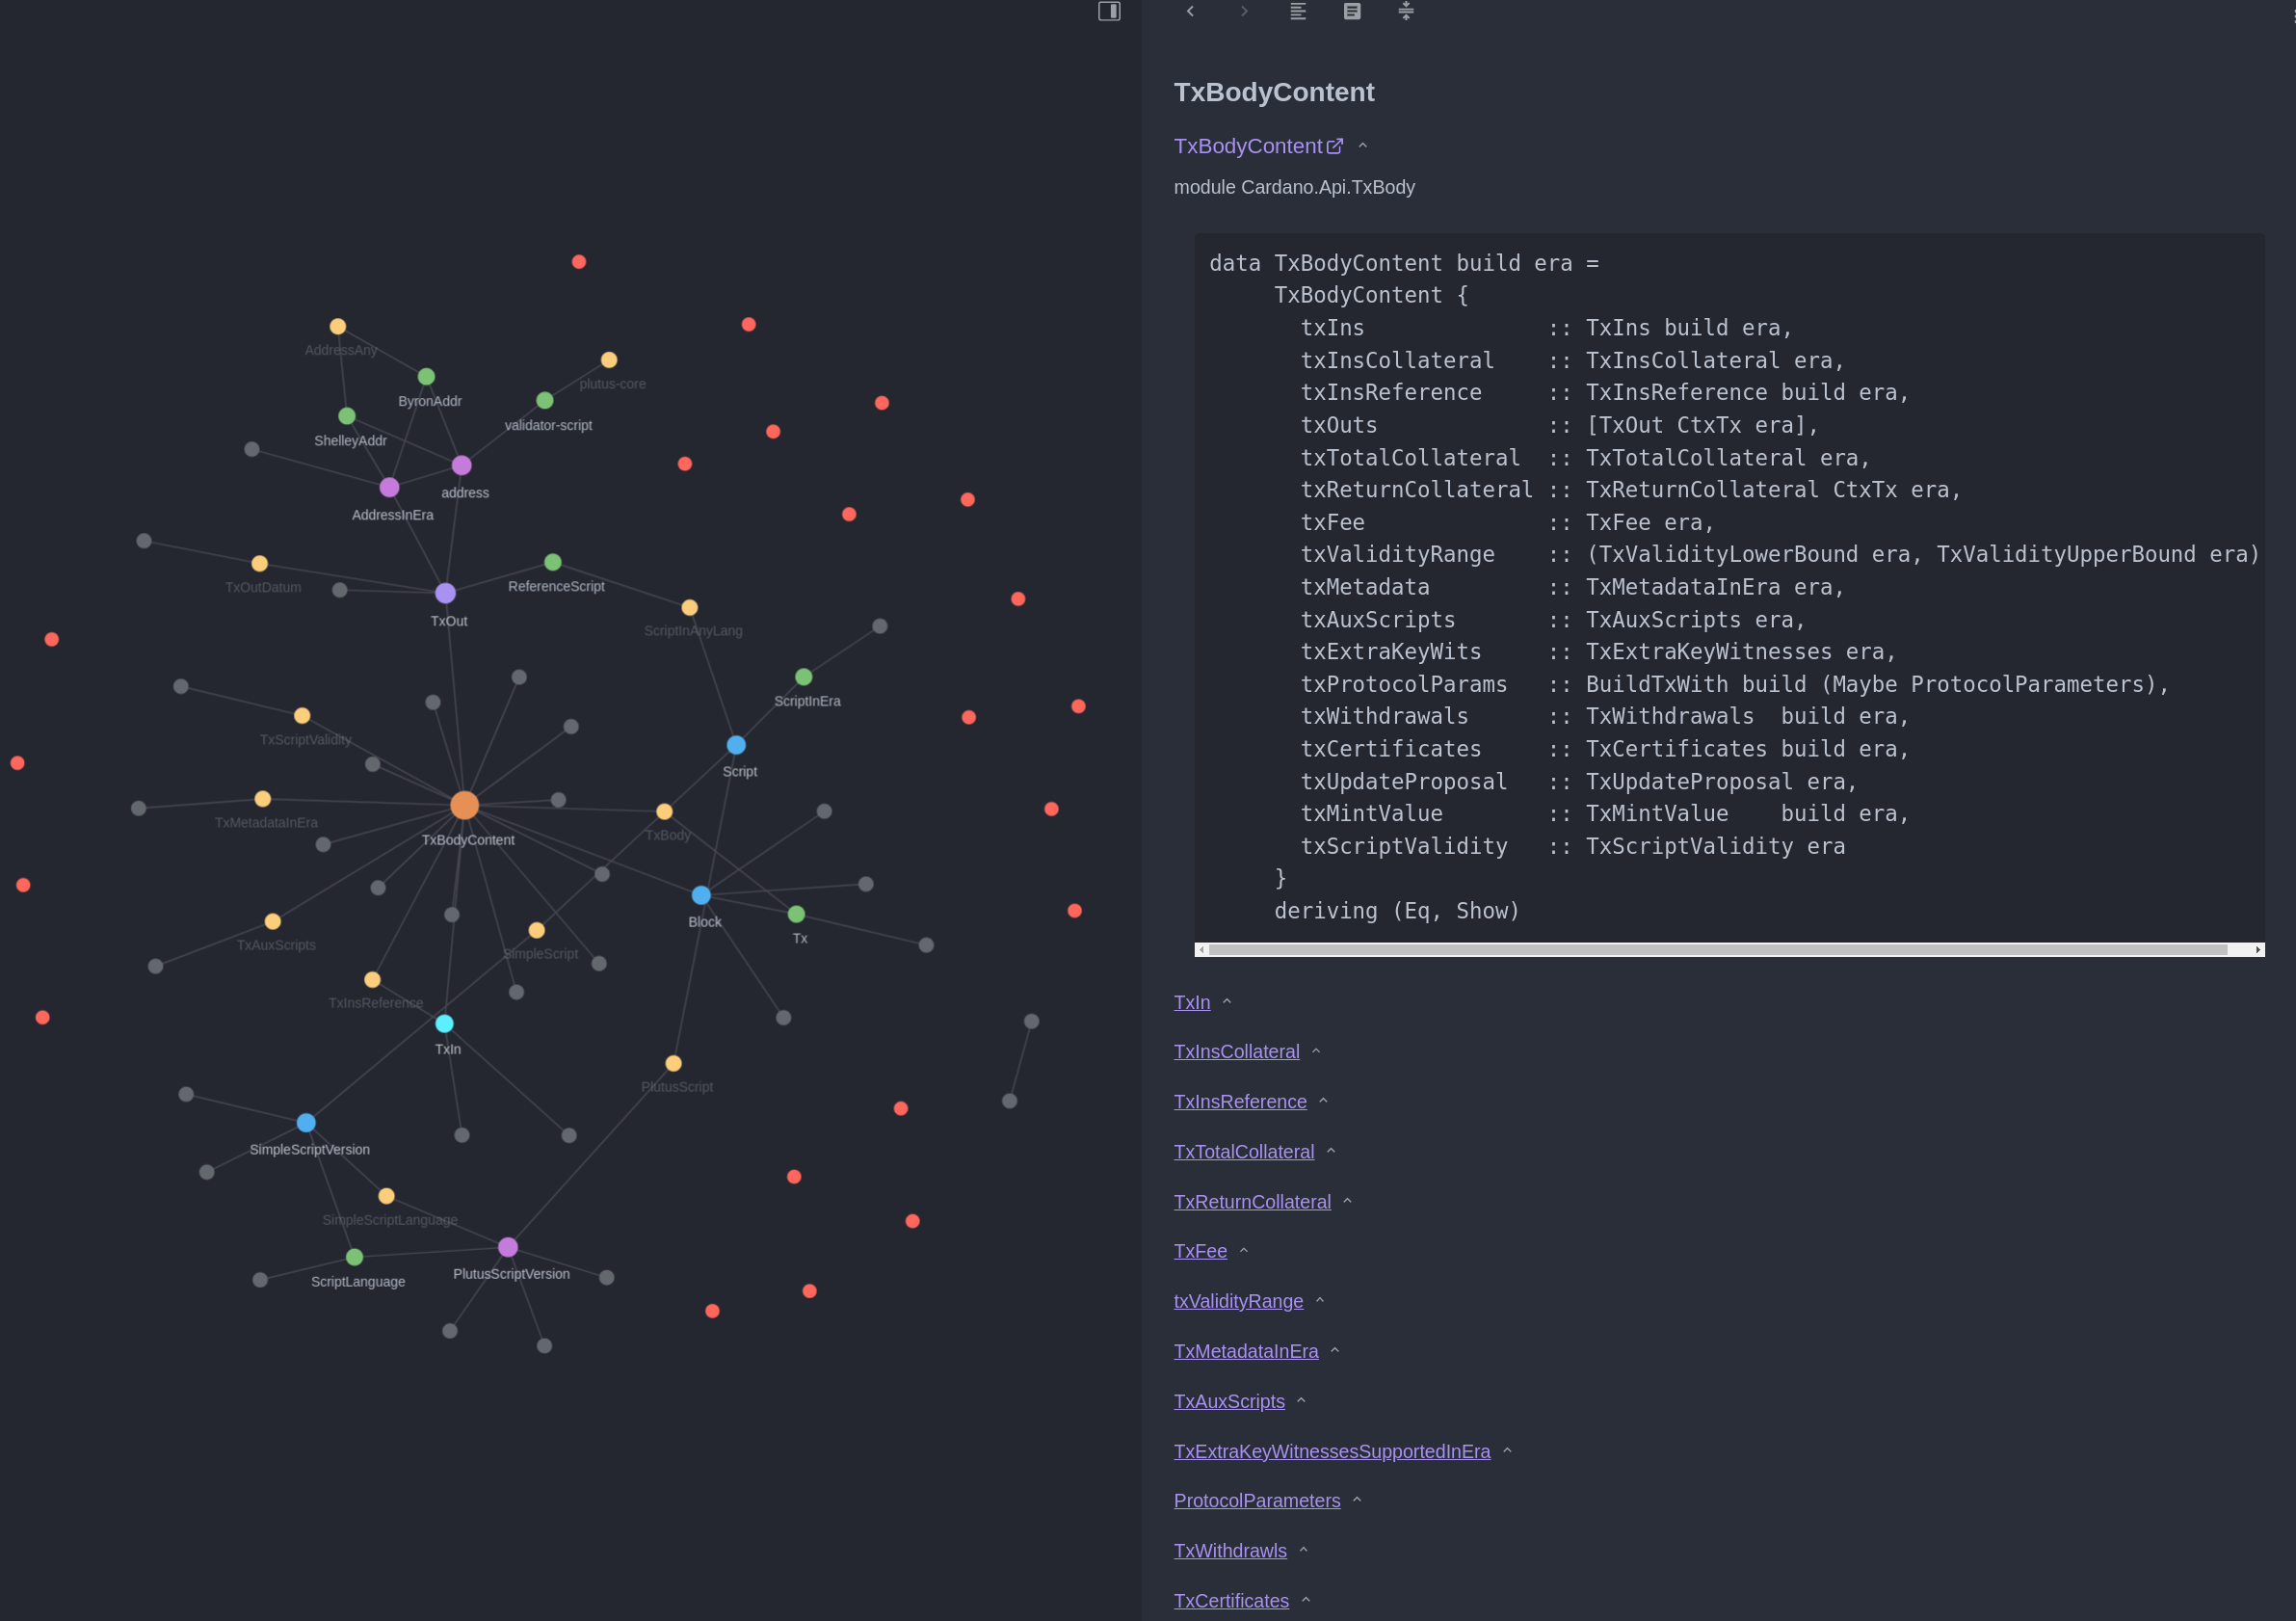 AddressAny
ByronAddr
plutus-core
ShelleyAddr
validator-script
address
AddressInEra
TxOutDatum
ReferenceScript
TxOut
ScriptInAnyLang
ScriptInEra
TxScriptValidity
Script
TxMetadataInEra
TxBodyContent
TxBody
Block
Tx
TxAuxScripts
SimpleScript
TxInsReference
TxIn
PlutusScript
SimpleScriptVersion
SimpleScriptLanguage
ScriptLanguage
PlutusScriptVersion
TxBodyContent
TxBodyContent
module Cardano.Api.TxBody
data TxBodyContent build era =
TxBodyContent {
txIns :: TxIns build era,
txInsCollateral :: TxInsCollateral era,
txInsReference :: TxInsReference build era,
txOuts :: [TxOut CtxTx era],
txTotalCollateral :: TxTotalCollateral era,
txReturnCollateral :: TxReturnCollateral CtxTx era,
txFee :: TxFee era,
txValidityRange :: (TxValidityLowerBound era, TxValidityUpperBound era)
txMetadata :: TxMetadataInEra era,
txAuxScripts :: TxAuxScripts era,
txExtraKeyWits :: TxExtraKeyWitnesses era,
txProtocolParams :: BuildTxWith build (Maybe ProtocolParameters),
txWithdrawals :: TxWithdrawals build era,
txCertificates :: TxCertificates build era,
txUpdateProposal :: TxUpdateProposal era,
txMintValue :: TxMintValue build era,
txScriptValidity :: TxScriptValidity era
}
deriving (Eq, Show)
TxIn
TxInsCollateral
TxInsReference
TxTotalCollateral
TxReturnCollateral
TxFee
txValidityRange
TxMetadataInEra
TxAuxScripts
TxExtraKeyWitnessesSupportedInEra
ProtocolParameters
TxWithdrawls
TxCertificates